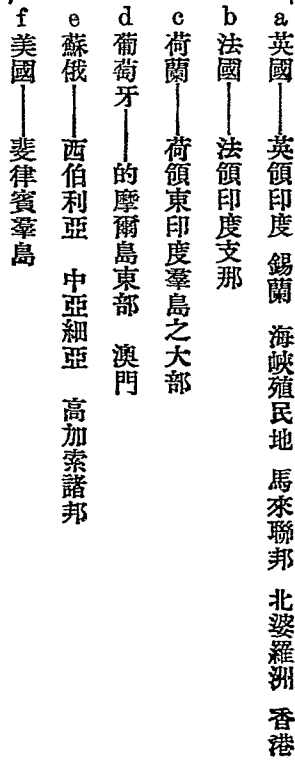 a 英國——英領印度 錫蘭 海峽殖民地 馬來聯邦 北婆羅洲 香港
b 法國——法領印度支那
c 荷蘭——荷領東印度羣島之大部
d 葡萄牙——的摩爾島東部 澳門
e 蘇俄——西伯利亞 中亞細亞 高加索諸邦
f 美國——斐律賓羣島